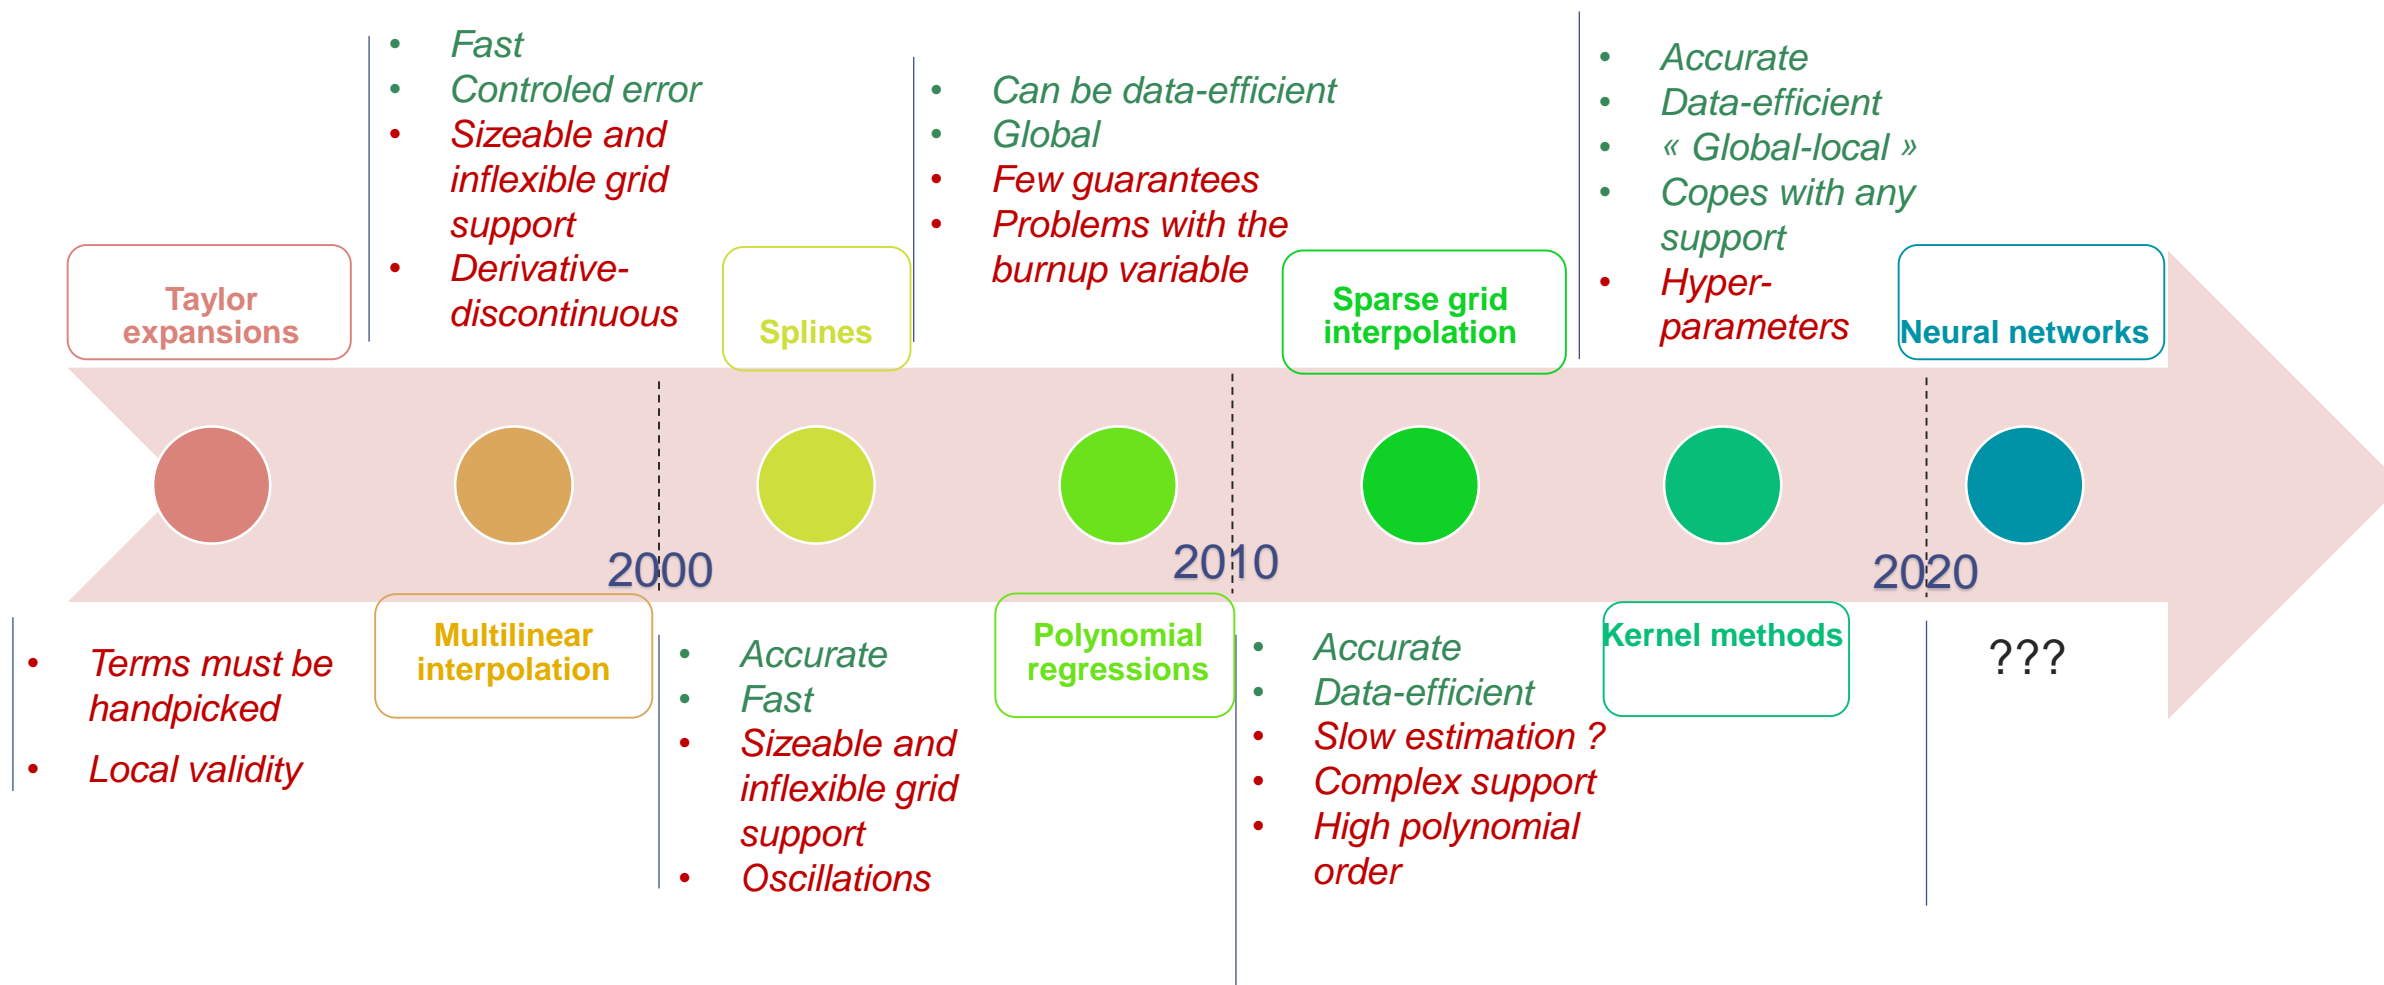 • Fast
• Controled error
• Sizeable and
inflexible grid
support
• Derivative-
discontinuous
• Can be data-efficient
• Global
• Few guarantees
• Problems with the
burnup variable
• Accurate
• Data-efficient
• « Global-local »
• Copes with any
support
• Hyper-
parameters
Taylor
expansions
Splines
Sparse grid
interpolation
Neural networks
2000
2010
2020
• Terms must be
handpicked
• Local validity
Multilinear
interpolation
• Accurate
• Fast
• Sizeable and
inflexible grid
support
• Oscillations
Polynomial
regressions
• Accurate
• Data-efficient
• Slow estimation ?
• Complex support
• High polynomial
order
Kernel methods
???